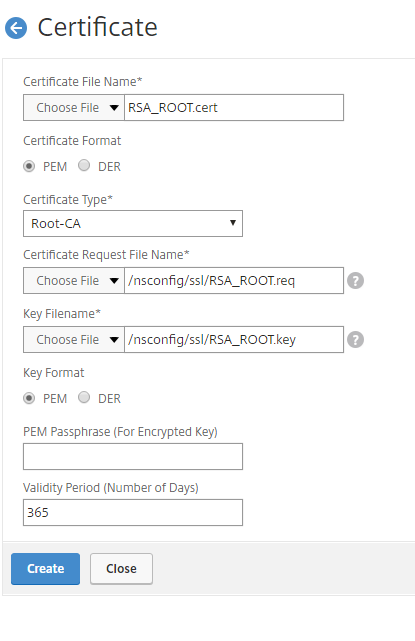 Certificate
Certificate File Name*
Choose File RSA_ROOT.cert
Certificate Format
PEM DER
Certificate Type*
Root-CA
Certificate Request File Name*
Choose File /nsconfig/ssl/RSA_ROOT.req ?
Key Filename*
Choose File /nsconfig/ssl/RSA_ROOT.key ?
Key Format
PEM DER
PEM Passphrase (For Encrypted Key)
Validity Period (Number of Days)
365
Create Close